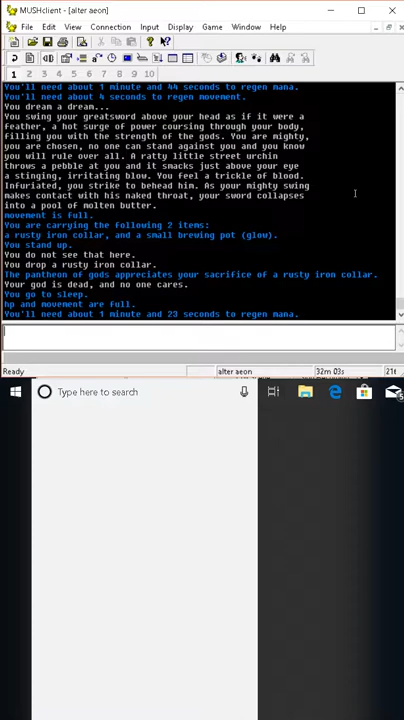 MUSHclient - [alter aeon]
File Edit View Connection Input Display Game Window Help
1 2 3 4 5 6 7 8 9 10
You'll need about 1 minute and 44 seconds to regen mana.
You'll need about 4 seconds to regen movement.
You dream a dream...
You swing your greatsword above your head as if it were a
feather, a hot surge of power coursing through your body,
filling you with the strength of the gods. You are mighty,
you are chosen, no one can stand against you and you know
you will rule over all. A ratty little street urchin
throws a pebble at you and it smacks just above your eye
a stinging, irritating blow. You feel a trickle of blood.
Infuriated, you strike to behead him. As your mighty swing
makes contact with his naked throat, your sword collapses
into a pool of molten butter.
movement is full.
You are carrying the following 2 items:
a rusty iron collar, and a small brewing pot (glow).
You stand up.
You do not see that here.
You drop a rusty iron collar.
The pantheon of gods appreciates your sacrifice of a rusty iron collar.
Your god is dead, and no one cares.
You go to sleep.
hp and movement are full.
You'll need about 1 minute and 23 seconds to regen mana.
Ready alter aeon 32m 03s
Type here to search